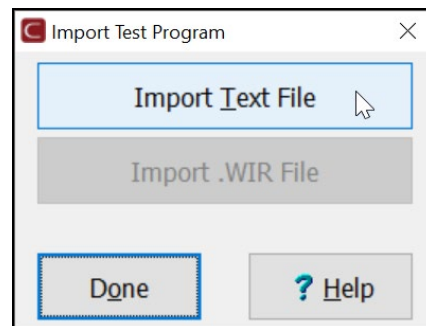 Import Test Program
Import Text File
Import .WIR File
Done
? Help